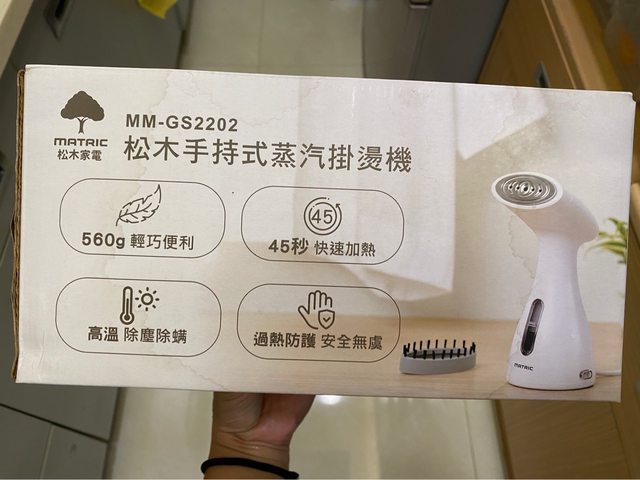 MATRIC
松木家電
MM-GS2202
松木手持式蒸汽掛燙機
560g 輕巧便利
45
45秒 快速加熱
高溫 除塵除螨
過熱防護 安全無虞
MATRIC